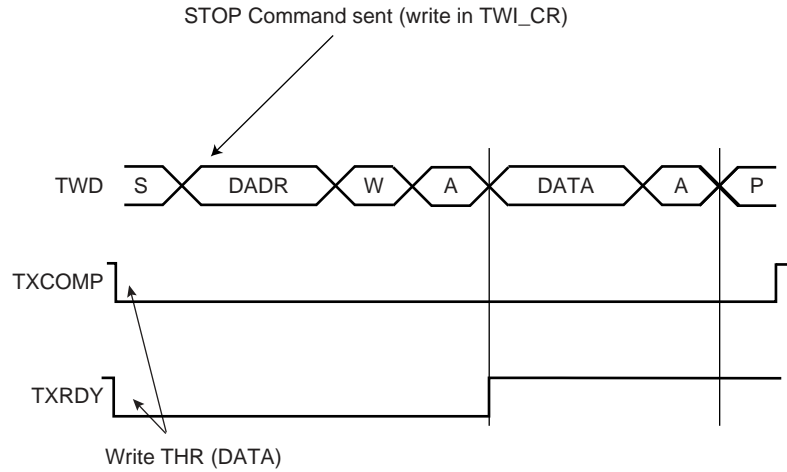 STOP Command sent (write in TWI_CR)
TWD S DADR W A DATA A P
TXCOMP
TXRDY
Write THR (DATA)